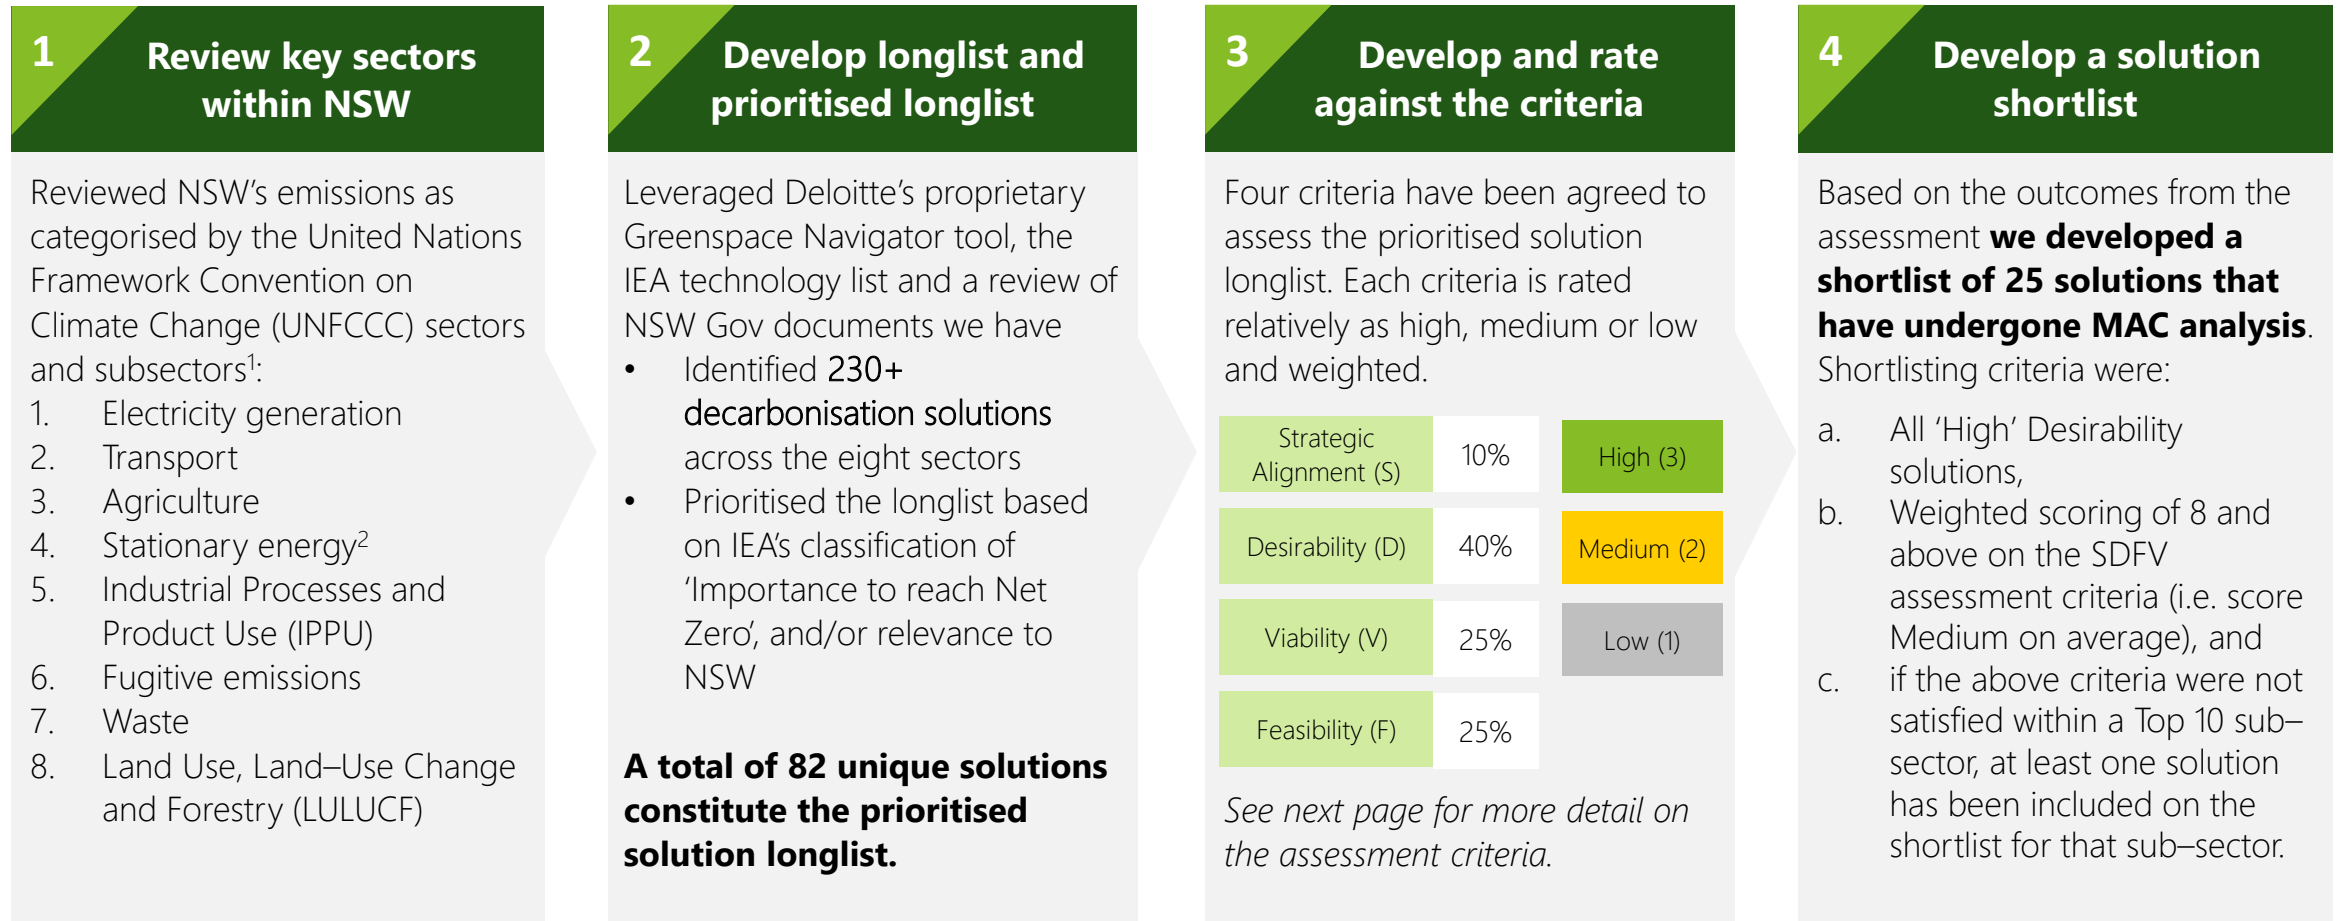 1
Review key sectors
within NSW
Reviewed NSW’s emissions as
categorised by the United Nations
Framework Convention on
Climate Change (UNFCCC) sectors
and subsectors¹:
1. Electricity generation
2. Transport
3. Agriculture
4. Stationary energy²
5. Industrial Processes and
Product Use (IPPU)
6. Fugitive emissions
7. Waste
8. Land Use, Land–Use Change
and Forestry (LULUCF)
2
Develop longlist and
prioritised longlist
Leveraged Deloitte’s proprietary
Greenspace Navigator tool, the
IEA technology list and a review of
NSW Gov documents we have
• Identified 230+
decarbonisation solutions
across the eight sectors
• Prioritised the longlist based
on IEA’s classification of
‘Importance to reach Net
Zero’, and/or relevance to
NSW
A total of 82 unique solutions
constitute the prioritised
solution longlist.
3
Develop and rate
against the criteria
Four criteria have been agreed to
assess the prioritised solution
longlist. Each criteria is rated
relatively as high, medium or low
and weighted.
Strategic
Alignment (S)
10%
High (3)
Desirability (D)
40%
Medium (2)
Viability (V)
25%
Low (1)
Feasibility (F)
25%
See next page for more detail on
the assessment criteria.
4
Develop a solution
shortlist
Based on the outcomes from the
assessment we developed a
shortlist of 25 solutions that
have undergone MAC analysis.
Shortlisting criteria were:
a. All ‘High’ Desirability
solutions,
b. Weighted scoring of 8 and
above on the SDFV
assessment criteria (i.e. score
Medium on average), and
c. if the above criteria were not
satisfied within a Top 10 sub–
sector, at least one solution
has been included on the
shortlist for that sub–sector.